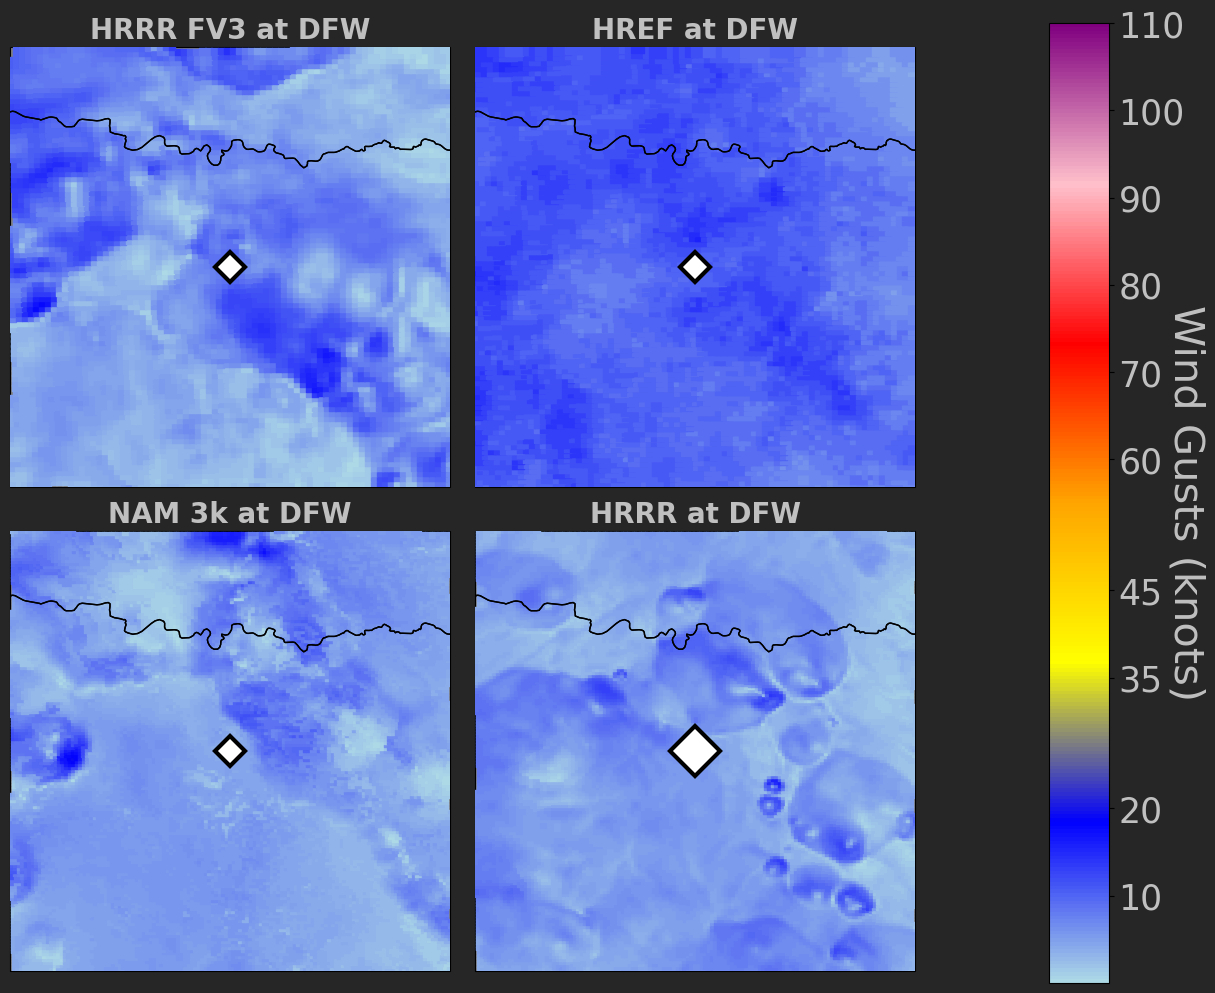 HRRR FV3 at DFW
HREF at DFW
NAM 3k at DFW
HRRR at DFW
110
100
90
80
70
60
45
35
20
10
Wind Gusts (knots)